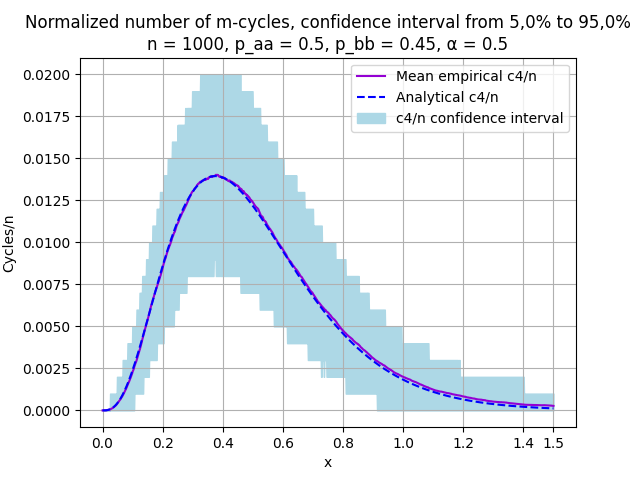 Normalized number of m-cycles, confidence interval from 5,0% to 95,0%
n = 1000, p_aa = 0.5, p_bb = 0.45, α = 0.5
Mean empirical c4/n
Analytical c4/n
c4/n confidence interval
Cycles/n
0.0200
0.0175
0.0150
0.0125
0.0100
0.0075
0.0050
0.0025
0.0000
0.0 0.2 0.4 0.6 0.8 1.0 1.2 1.4 1.5
x